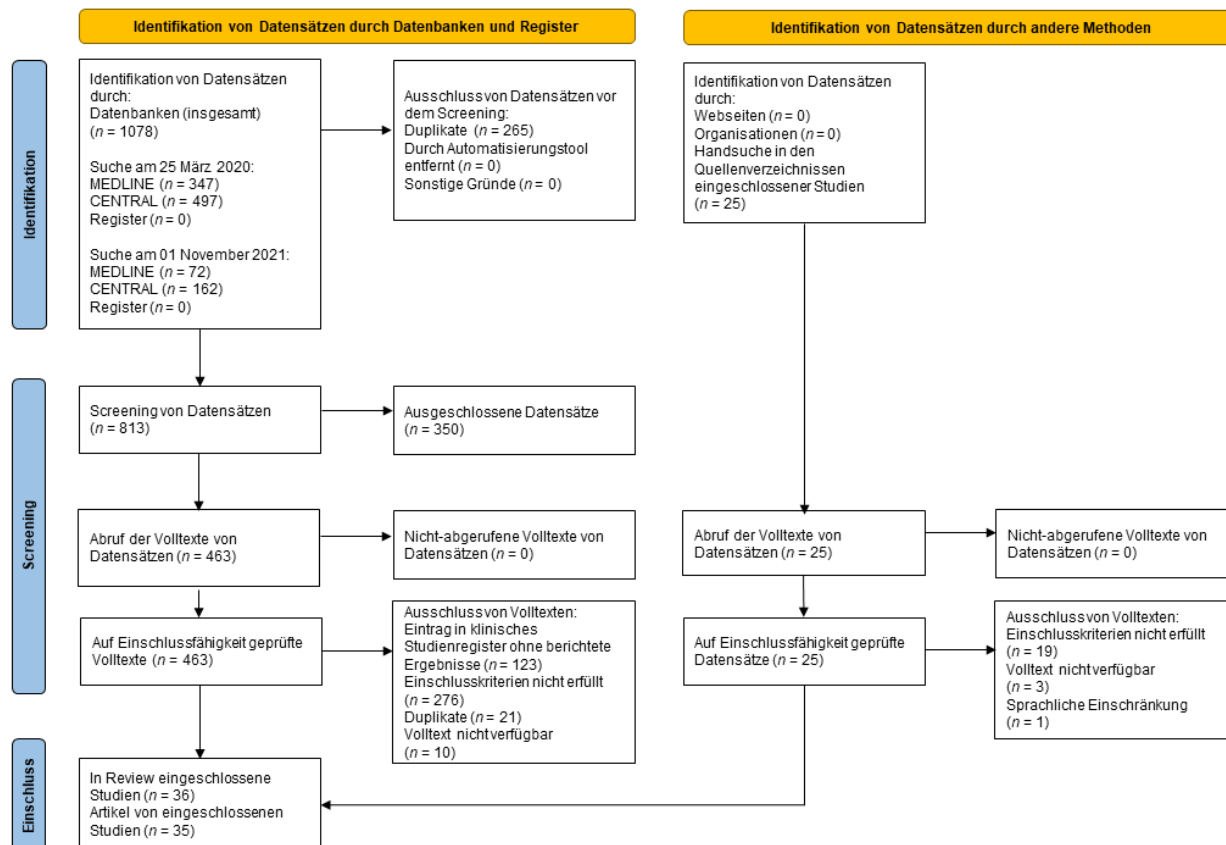 Identifikation von Datensätzen durch Datenbanken und Register
Identifikation von Datensätzen durch andere Methoden
Identifikation
Identifikation von Datensätzen
durch:
Datenbanken (insgesamt)
(n = 1078)
Suche am 25 März 2020:
MEDLINE (n = 347)
CENTRAL (n = 497)
Register (n = 0)
Suche am 01 November 2021:
MEDLINE (n = 72)
CENTRAL (n = 162)
Register (n = 0)
Ausschluss von Datensätzen vor
dem Screening:
Duplikate (n = 265)
Durch Automatisierungstool
entfernt (n = 0)
Sonstige Gründe (n = 0)
Identifikation von Datensätzen
durch:
Webseiten (n = 0)
Organisationen (n = 0)
Handsuche in den
Quellenverzeichnissen
eingeschlossener Studien
(n = 25)
Screening
Screening von Datensätzen
(n = 813)
Ausgeschlossene Datensätze
(n = 350)
Abruf der Volltexte von
Datensätzen (n = 463)
Nicht-abgerufene Volltexte von
Datensätzen (n = 0)
Abruf der Volltexte von
Datensätzen (n = 25)
Nicht-abgerufene Volltexte von
Datensätzen (n = 0)
Auf Einschlussfähigkeit geprüfte
Volltexte (n = 463)
Ausschluss von Volltexten:
Eintrag in klinisches
Studienregister ohne berichtete
Ergebnisse (n = 123)
Einschlusskriterien nicht erfüllt
(n = 276)
Duplikate (n = 21)
Volltext nicht verfügbar
(n = 10)
Auf Einschlussfähigkeit geprüfte
Datensätze (n = 25)
Ausschluss von Volltexten:
Einschlusskriterien nicht erfüllt
(n = 19)
Volltext nicht verfügbar
(n = 3)
Sprachliche Einschränkung
(n = 1)
Einschluss
In Review eingeschlossene
Studien (n = 36)
Artikel von eingeschlossenen
Studien (n = 35)